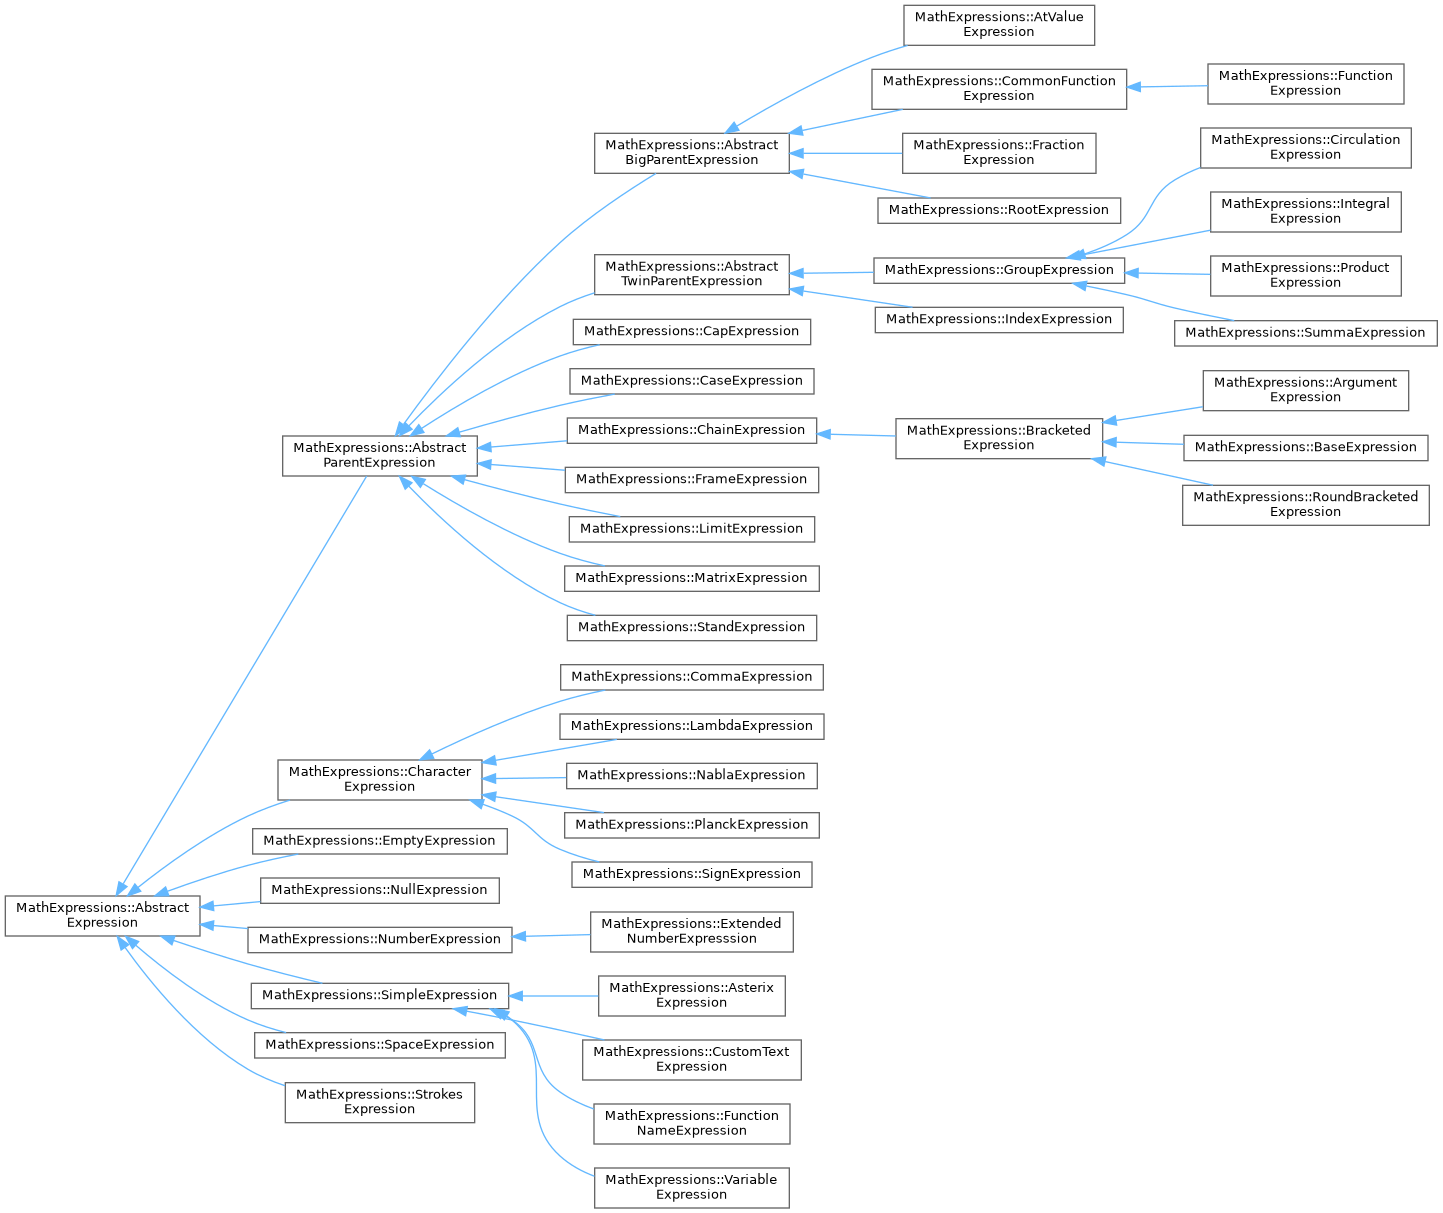 MathExpressions::AtValue
Expression
MathExpressions::CommonFunction
Expression
MathExpressions::Function
Expression
MathExpressions::Abstract
BigParentExpression
MathExpressions::Fraction
Expression
MathExpressions::Circulation
Expression
MathExpressions::RootExpression
MathExpressions::Integral
Expression
MathExpressions::Abstract
TwinParentExpression
MathExpressions::GroupExpression
MathExpressions::Product
Expression
MathExpressions::IndexExpression
MathExpressions::SummaExpression
MathExpressions::CapExpression
MathExpressions::CaseExpression
MathExpressions::Argument
Expression
MathExpressions::ChainExpression
MathExpressions::Bracketed
Expression
MathExpressions::BaseExpression
MathExpressions::Abstract
ParentExpression
MathExpressions::FrameExpression
MathExpressions::RoundBracketed
Expression
MathExpressions::LimitExpression
MathExpressions::MatrixExpression
MathExpressions::StandExpression
MathExpressions::CommaExpression
MathExpressions::LambdaExpression
MathExpressions::Character
Expression
MathExpressions::NablaExpression
MathExpressions::PlanckExpression
MathExpressions::EmptyExpression
MathExpressions::SignExpression
MathExpressions::NullExpression
MathExpressions::Abstract
Expression
MathExpressions::NumberExpression
MathExpressions::Extended
NumberExpresssion
MathExpressions::SimpleExpression
MathExpressions::Asterix
Expression
MathExpressions::SpaceExpression
MathExpressions::CustomText
Expression
MathExpressions::Strokes
Expression
MathExpressions::Function
NameExpression
MathExpressions::Variable
Expression